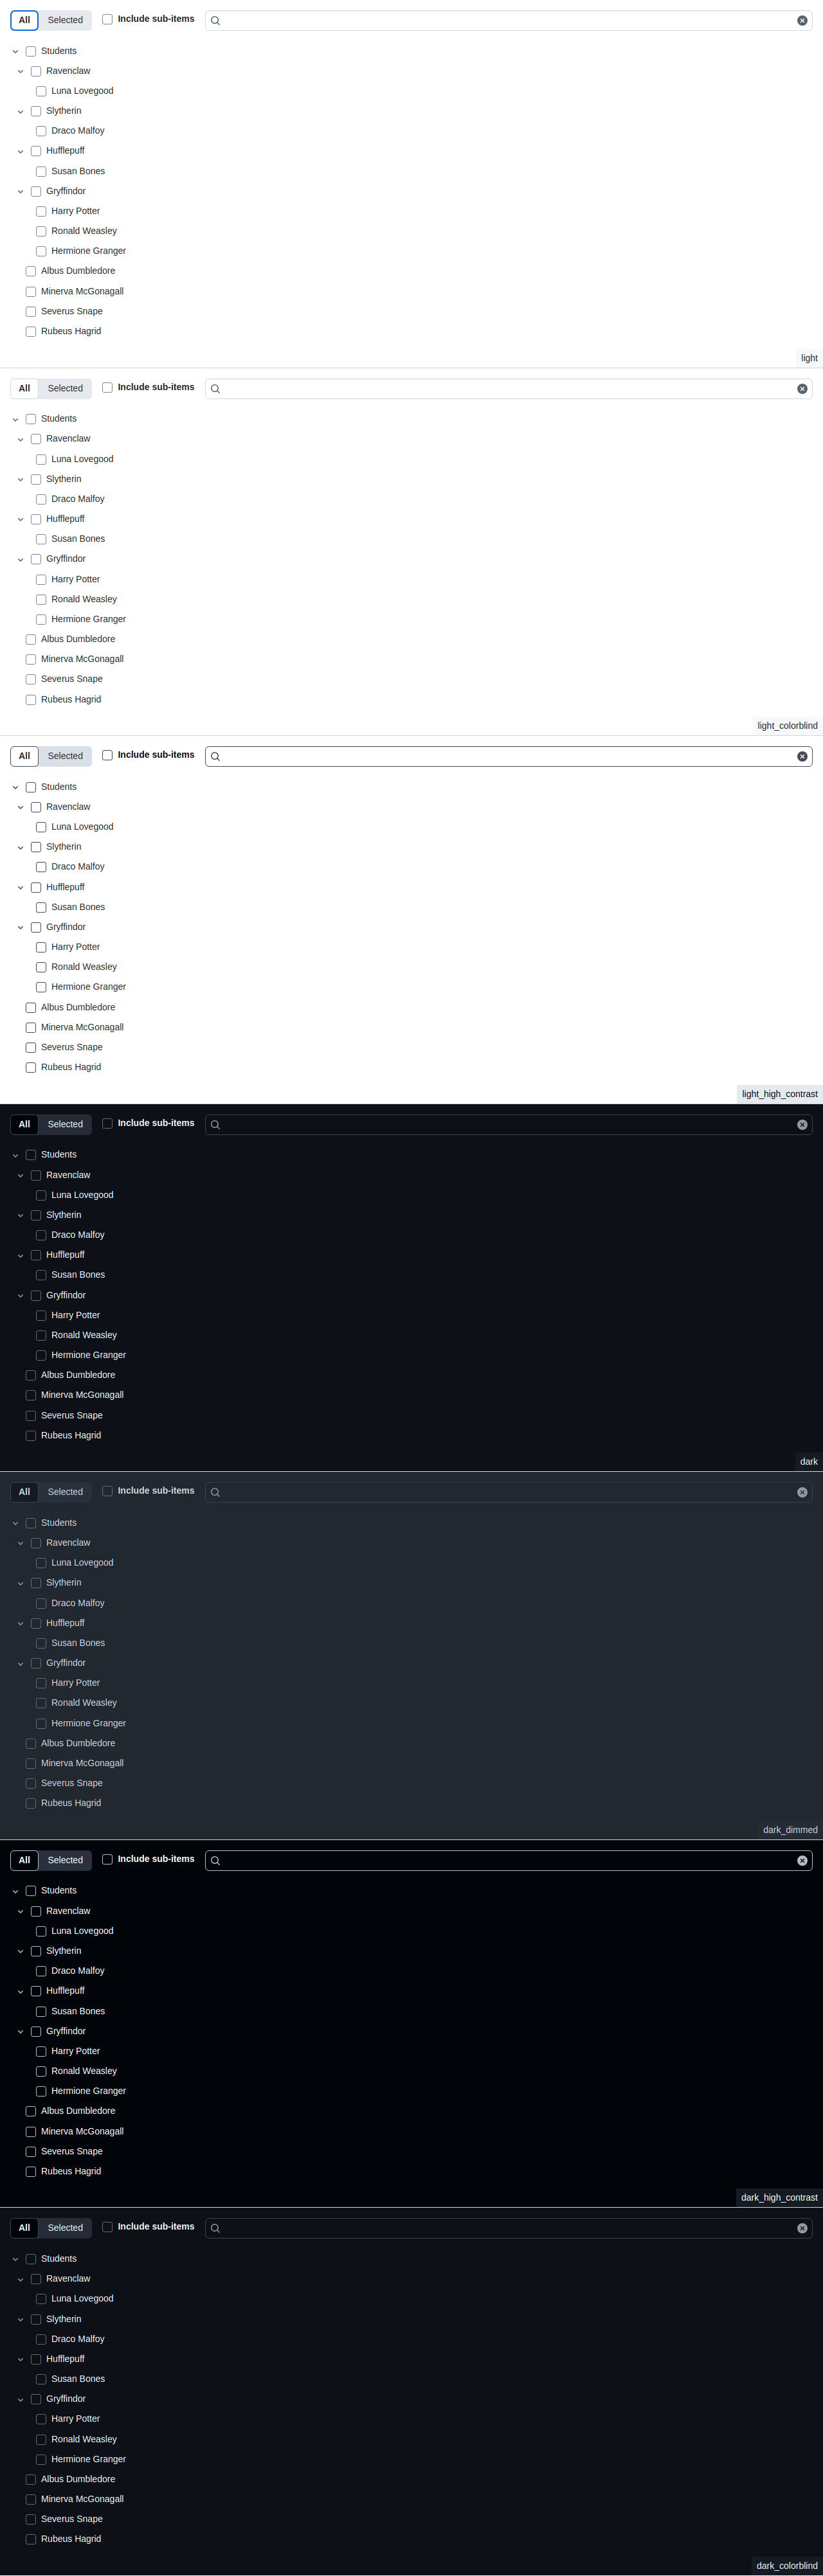 All Selected Include sub-items
Students
Ravenclaw
Luna Lovegood
Slytherin
Draco Malfoy
Hufflepuff
Susan Bones
Gryffindor
Harry Potter
Ronald Weasley
Hermione Granger
Albus Dumbledore
Minerva McGonagall
Severus Snape
Rubeus Hagrid
light
All Selected Include sub-items
Students
Ravenclaw
Luna Lovegood
Slytherin
Draco Malfoy
Hufflepuff
Susan Bones
Gryffindor
Harry Potter
Ronald Weasley
Hermione Granger
Albus Dumbledore
Minerva McGonagall
Severus Snape
Rubeus Hagrid
light_colorblind
All Selected Include sub-items
Students
Ravenclaw
Luna Lovegood
Slytherin
Draco Malfoy
Hufflepuff
Susan Bones
Gryffindor
Harry Potter
Ronald Weasley
Hermione Granger
Albus Dumbledore
Minerva McGonagall
Severus Snape
Rubeus Hagrid
light_high_contrast
All Selected Include sub-items
Students
Ravenclaw
Luna Lovegood
Slytherin
Draco Malfoy
Hufflepuff
Susan Bones
Gryffindor
Harry Potter
Ronald Weasley
Hermione Granger
Albus Dumbledore
Minerva McGonagall
Severus Snape
Rubeus Hagrid
dark
All Selected Include sub-items
Students
Ravenclaw
Luna Lovegood
Slytherin
Draco Malfoy
Hufflepuff
Susan Bones
Gryffindor
Harry Potter
Ronald Weasley
Hermione Granger
Albus Dumbledore
Minerva McGonagall
Severus Snape
Rubeus Hagrid
dark_dimmed
All Selected Include sub-items
Students
Ravenclaw
Luna Lovegood
Slytherin
Draco Malfoy
Hufflepuff
Susan Bones
Gryffindor
Harry Potter
Ronald Weasley
Hermione Granger
Albus Dumbledore
Minerva McGonagall
Severus Snape
Rubeus Hagrid
dark_high_contrast
All Selected Include sub-items
Students
Ravenclaw
Luna Lovegood
Slytherin
Draco Malfoy
Hufflepuff
Susan Bones
Gryffindor
Harry Potter
Ronald Weasley
Hermione Granger
Albus Dumbledore
Minerva McGonagall
Severus Snape
Rubeus Hagrid
dark_colorblind